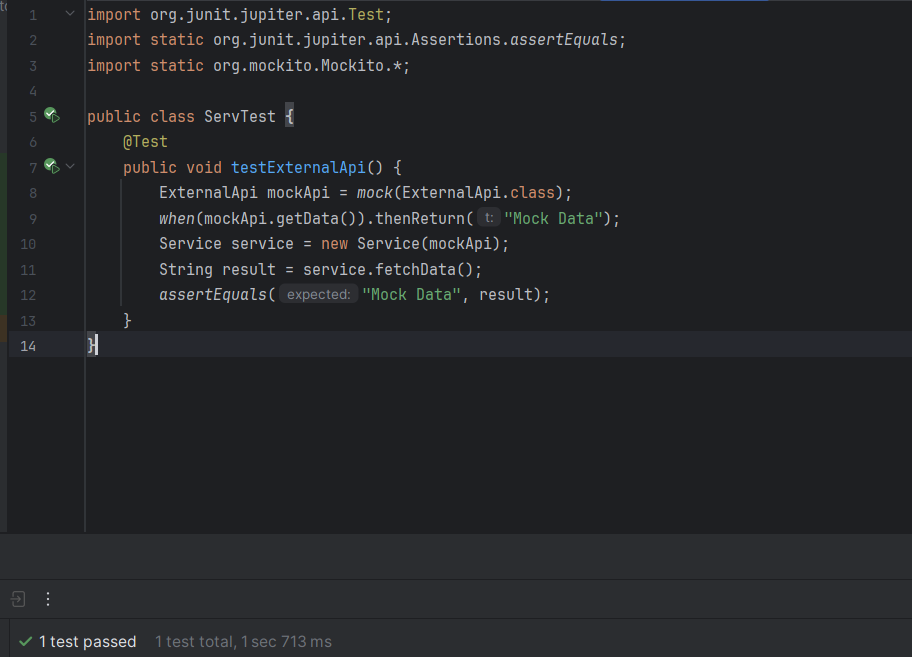 1 import org.junit.jupiter.api.Test;
2 import static org.junit.jupiter.api.Assertions.assertEquals;
3 import static org.mockito.Mockito.*;
4
5 public class ServTest {
6 @Test
7 public void testExternalApi() {
8 ExternalApi mockApi = mock(ExternalApi.class);
9 when(mockApi.getData()).thenReturn( t: "Mock Data");
10 Service service = new Service(mockApi);
11 String result = service.fetchData();
12 assertEquals( expected: "Mock Data", result);
13 }
14 }
1 test passed 1 test total, 1 sec 713 ms